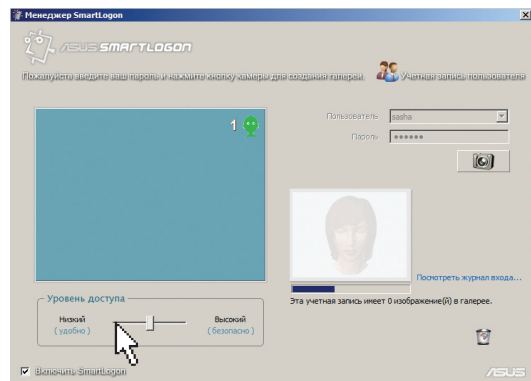 Менеджер SmartLogon
ASUS SMARTLOGON
Пожалуйста введите ваш пароль и нажмите кнопку камеры для создания галереи.
Учетная запись пользователя
1
Пользователь sasha
Пароль ●●●●●●
Посмотреть журнал входа...
Эта учетная запись имеет 0 изображение(й) в галерее.
Уровень доступа
Низкий Высокий
( удобно ) ( безопасно )
Включить SmartLogon
ASUS